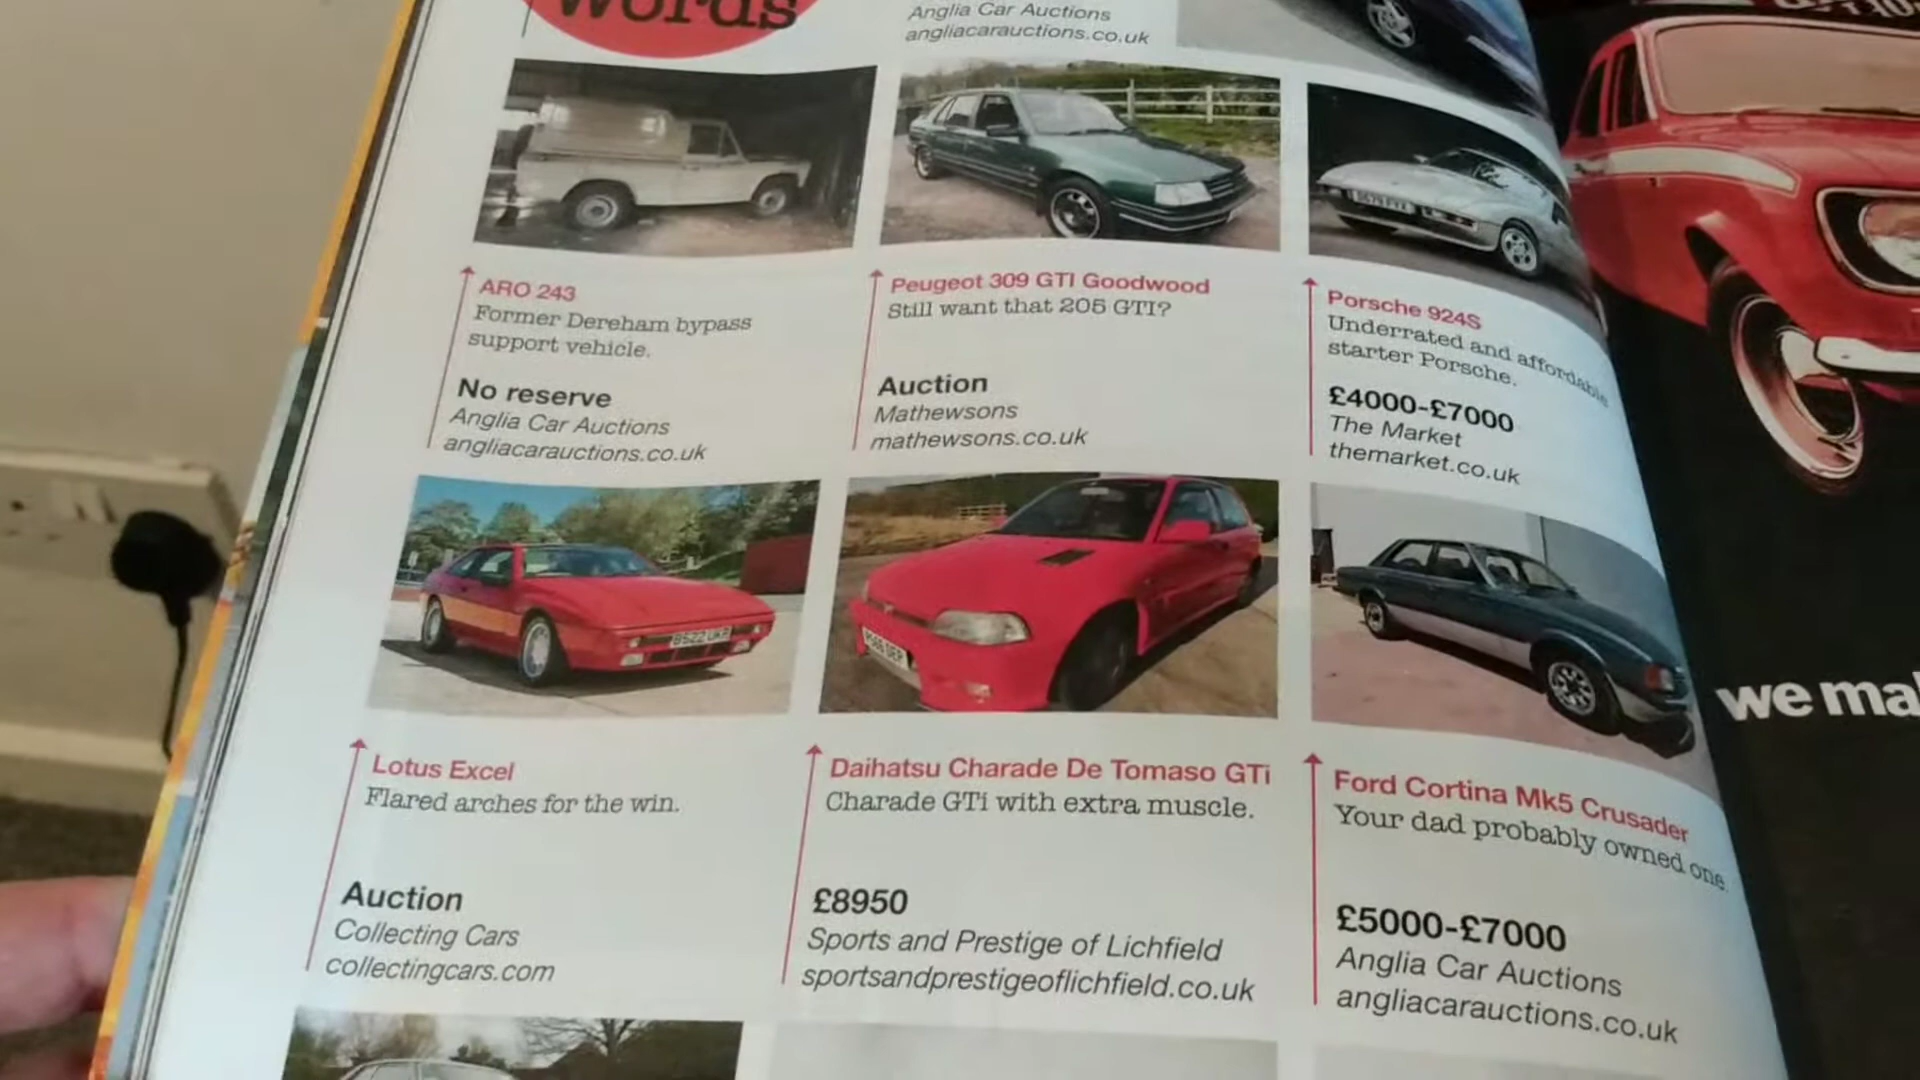 words
Anglia Car Auctions
angliacarauctions.co.uk
ARO 243
Former Dereham bypass
support vehicle.
No reserve
Anglia Car Auctions
angliacarauctions.co.uk
Peugeot 309 GTI Goodwood
Still want that 205 GTI?
Auction
Mathewsons
mathewsons.co.uk
Porsche 924S
Underrated and affordable
starter Porsche.
£4000-£7000
The Market
themarket.co.uk
B522 UKR
Lotus Excel
Flared arches for the win.
Auction
Collecting Cars
collectingcars.com
Daihatsu Charade De Tomaso GTi
Charade GTi with extra muscle.
£8950
Sports and Prestige of Lichfield
sportsandprestigeoflichfield.co.uk
Ford Cortina Mk5 Crusader
Your dad probably owned one.
£5000-£7000
Anglia Car Auctions
angliacarauctions.co.uk
we ma